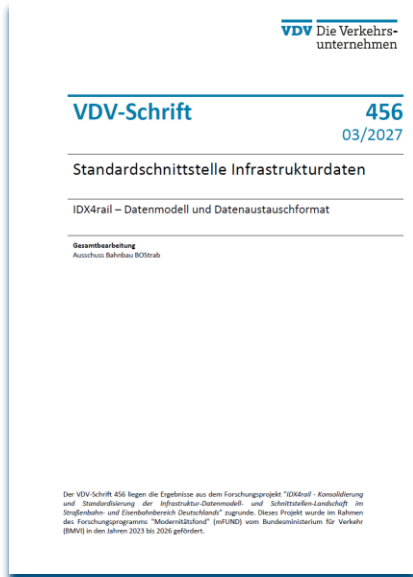 VDV Die Verkehrs-
unternehmen
VDV-Schrift 456
03/2027
Standardschnittstelle Infrastrukturdaten
IDX4rail – Datenmodell und Datenaustauschformat
Gesamtbearbeitung
Ausschuss Bahnbau BOStrab
Der VDV-Schrift 456 liegen die Ergebnisse aus dem Forschungsprojekt "IDX4rail - Konsolidierung
und Standardisierung der Infrastruktur-Datenmodell- und Schnittstellen-Landschaft im
Straßenbahn- und Eisenbahnbereich Deutschlands" zugrunde. Dieses Projekt wurde im Rahmen
des Forschungsprogramms "Modernitätsfond" (mFUND) vom Bundesministerium für Verkehr
(BMVI) in den Jahren 2023 bis 2026 gefördert.